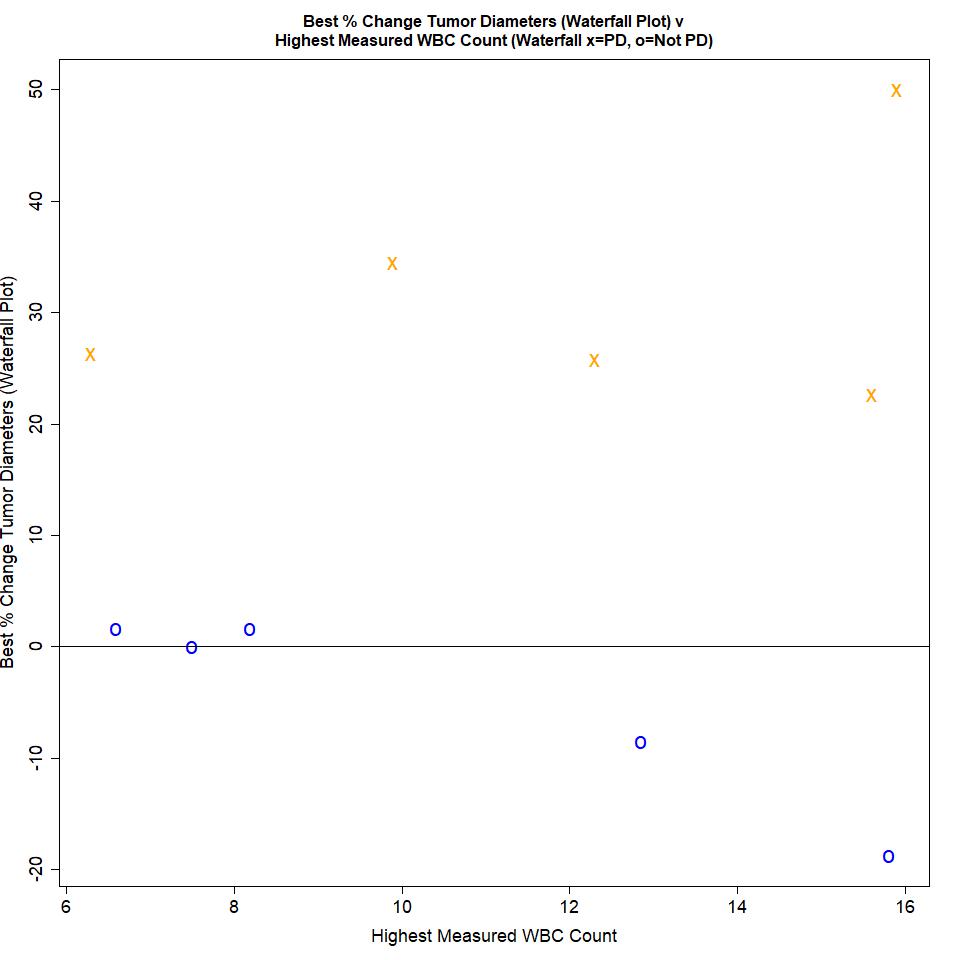 Best % Change Tumor Diameters (Waterfall Plot) v
Highest Measured WBC Count (Waterfall x=PD, o=Not PD)
Best % Change Tumor Diameters (Waterfall Plot)
50
40
30
20
10
0
-10
-20
X
X
X
X
X
O
O
O
O
O
6 8 10 12 14 16
Highest Measured WBC Count